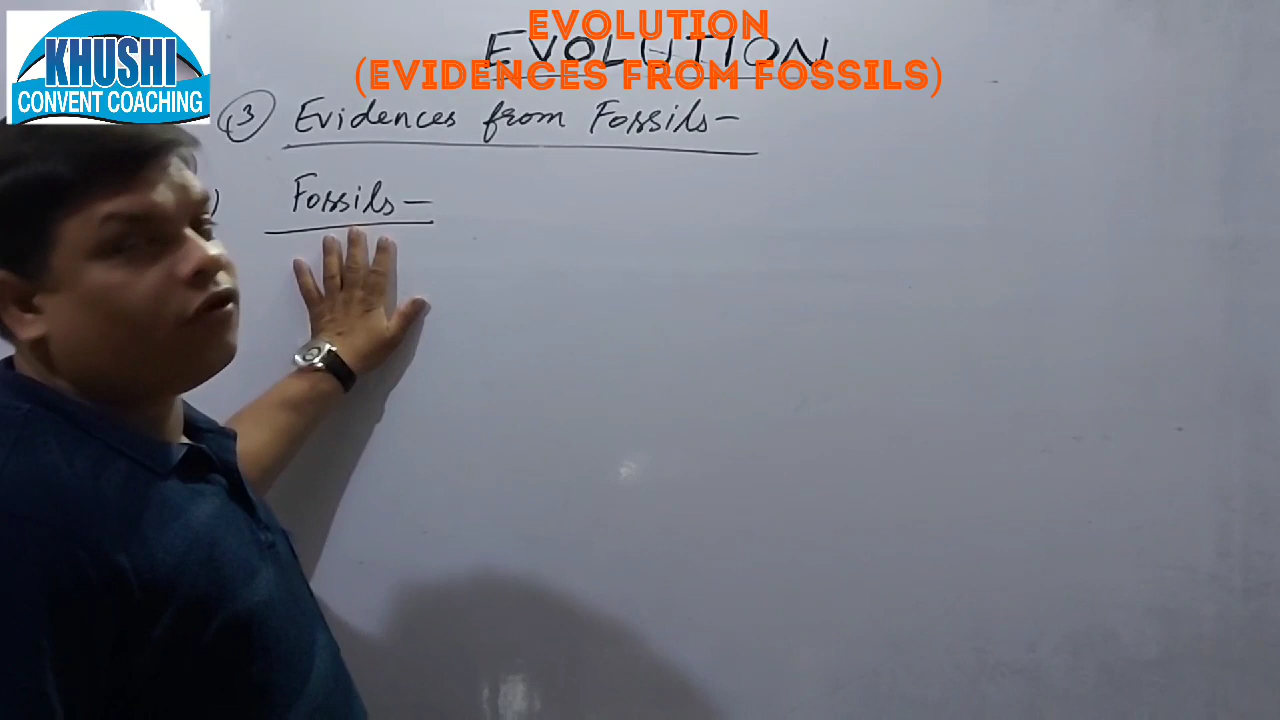 KHUSHI
CONVENT COACHING
EVOLUTION
(EVIDENCES FROM FOSSILS)
EVOLUTION
3 Evidences from Fossils-
) Fossils-